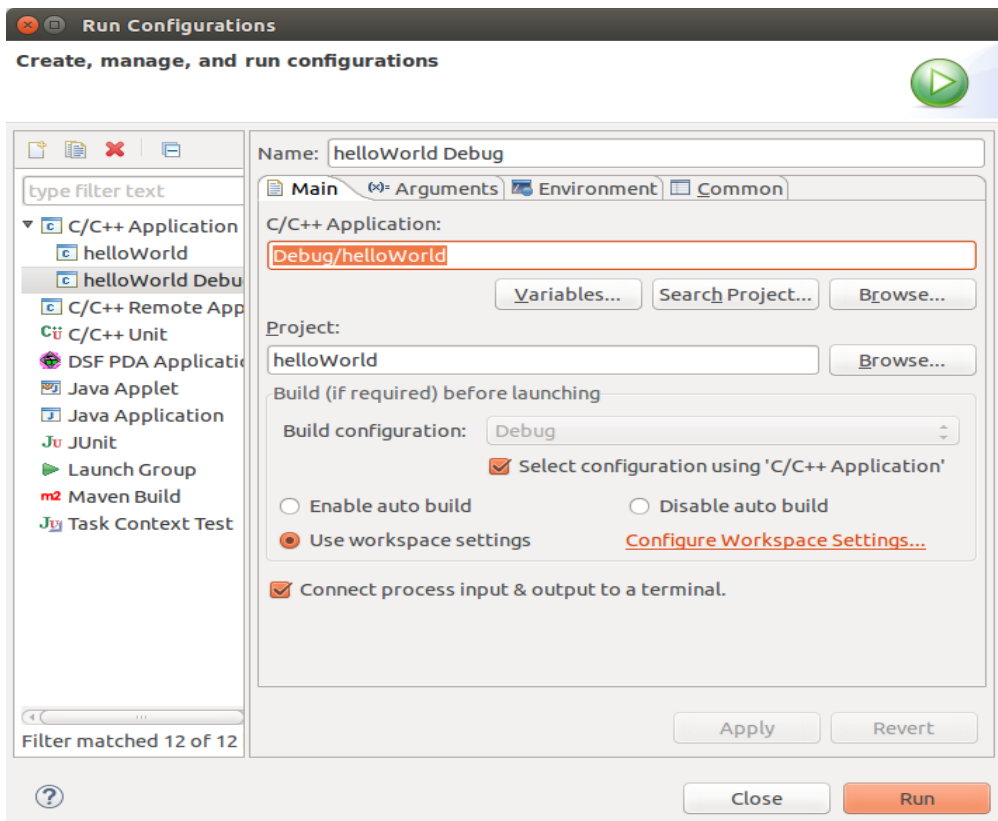 Run Configurations
Create, manage, and run configurations
type filter text
C/C++ Application
helloWorld
helloWorld Debu
C/C++ Remote App
C/C++ Unit
DSF PDA Applicatio
Java Applet
Java Application
JUnit
Launch Group
m2 Maven Build
Task Context Test
Filter matched 12 of 12
Name: helloWorld Debug
Main (x)= Arguments Environment Common
C/C++ Application:
Debug/helloWorld
Variables... Search Project... Browse...
Project:
helloWorld Browse...
Build (if required) before launching
Build configuration: Debug
Select configuration using 'C/C++ Application'
Enable auto build Disable auto build
Use workspace settings Configure Workspace Settings...
Connect process input & output to a terminal.
Apply Revert
? Close Run